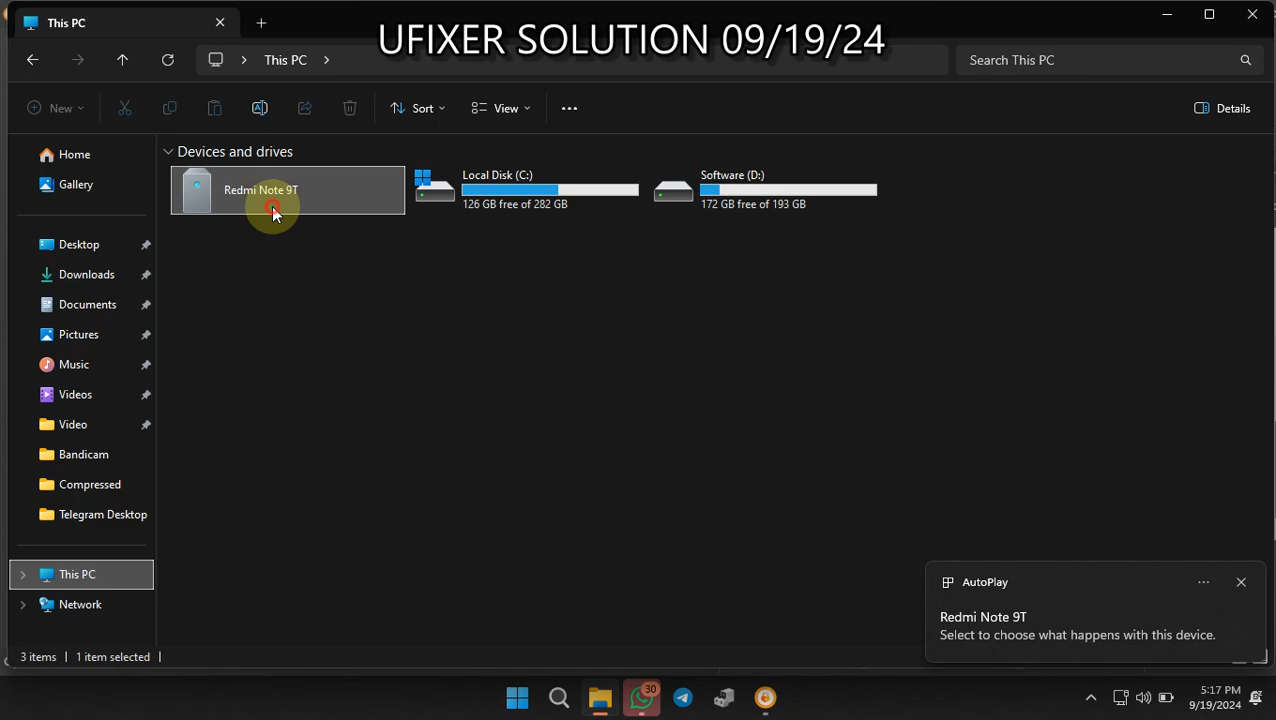 This PC
UFIXER SOLUTION 09/19/24
This PC
Search This PC
New
Sort
View
Details
Home
Gallery
Desktop
Downloads
Documents
Pictures
Music
Videos
Video
Bandicam
Compressed
Telegram Desktop
This PC
Network
Devices and drives
Redmi Note 9T
Local Disk (C:)
126 GB free of 282 GB
Software (D:)
172 GB free of 193 GB
AutoPlay
Redmi Note 9T
Select to choose what happens with this device.
3 items
1 item selected
30
5:17 PM
9/19/2024